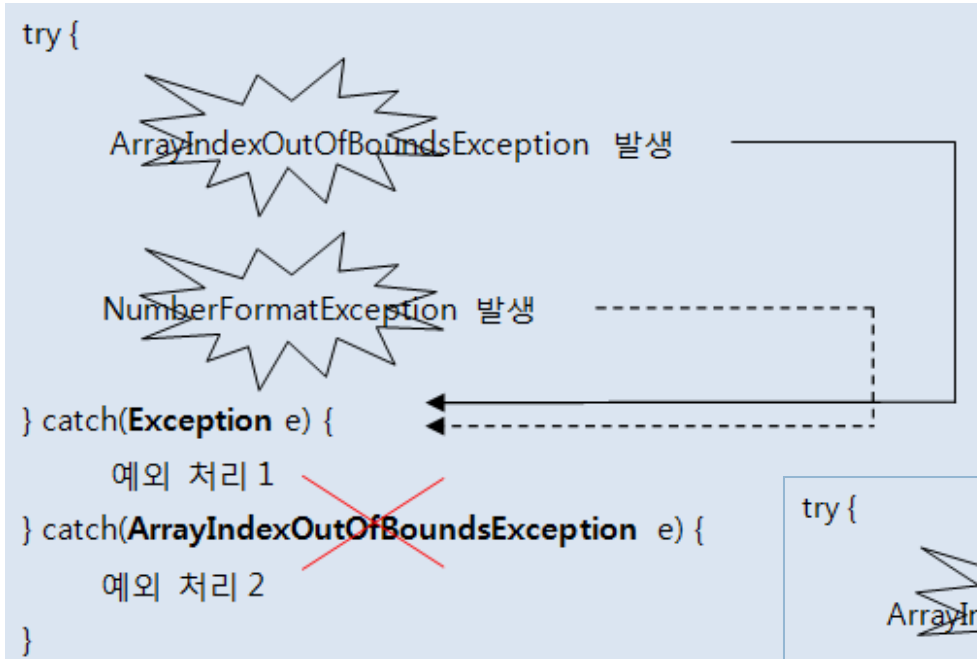 try {
ArrayIndexOutOfBoundsException 발생
NumberFormatException 발생
} catch(Exception e) {
예외 처리 1
} catch(ArrayIndexOutOfBoundsException e) {
예외 처리 2
}
try {